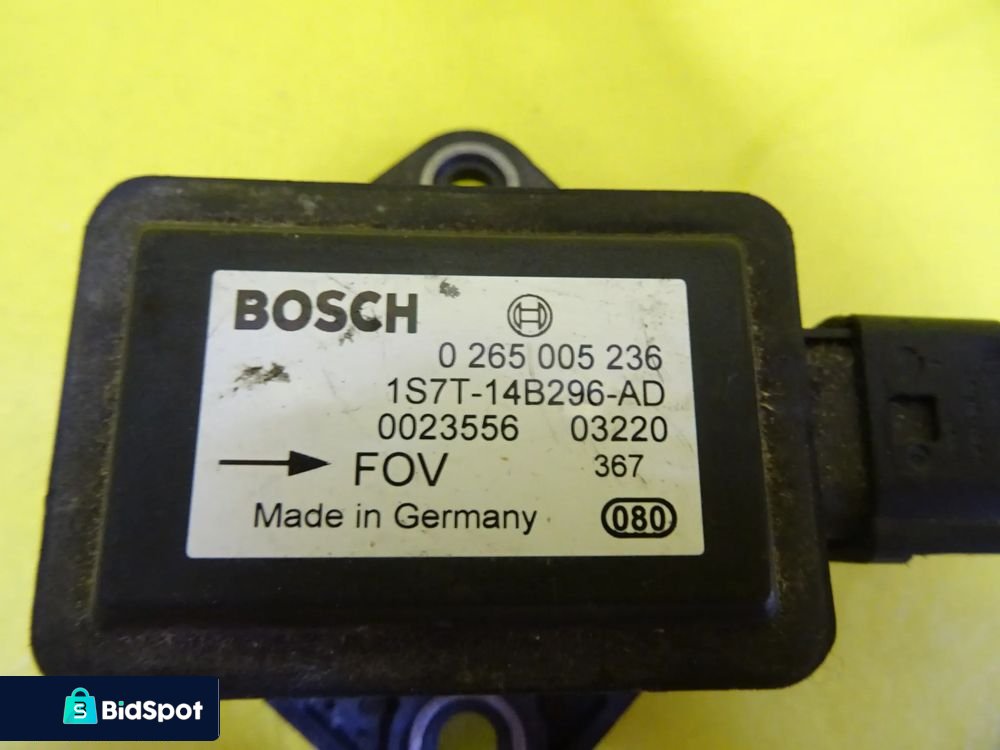 BOSCH
0 265 005 236
1S7T-14B296-AD
0023556 03220
FOV 367
Made in Germany 080
BidSpot